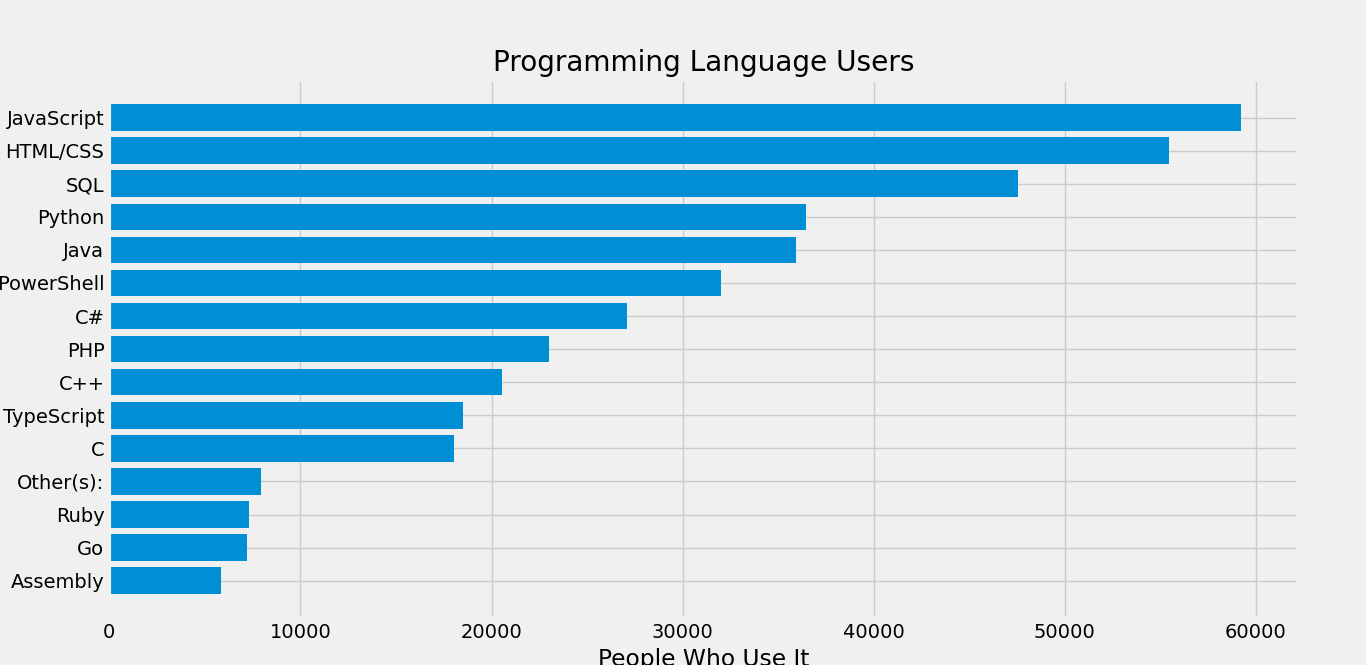 Programming Language Users
JavaScript
HTML/CSS
SQL
Python
Java
PowerShell
C#
PHP
C++
TypeScript
C
Other(s):
Ruby
Go
Assembly
0 10000 20000 30000 40000 50000 60000
People Who Use It